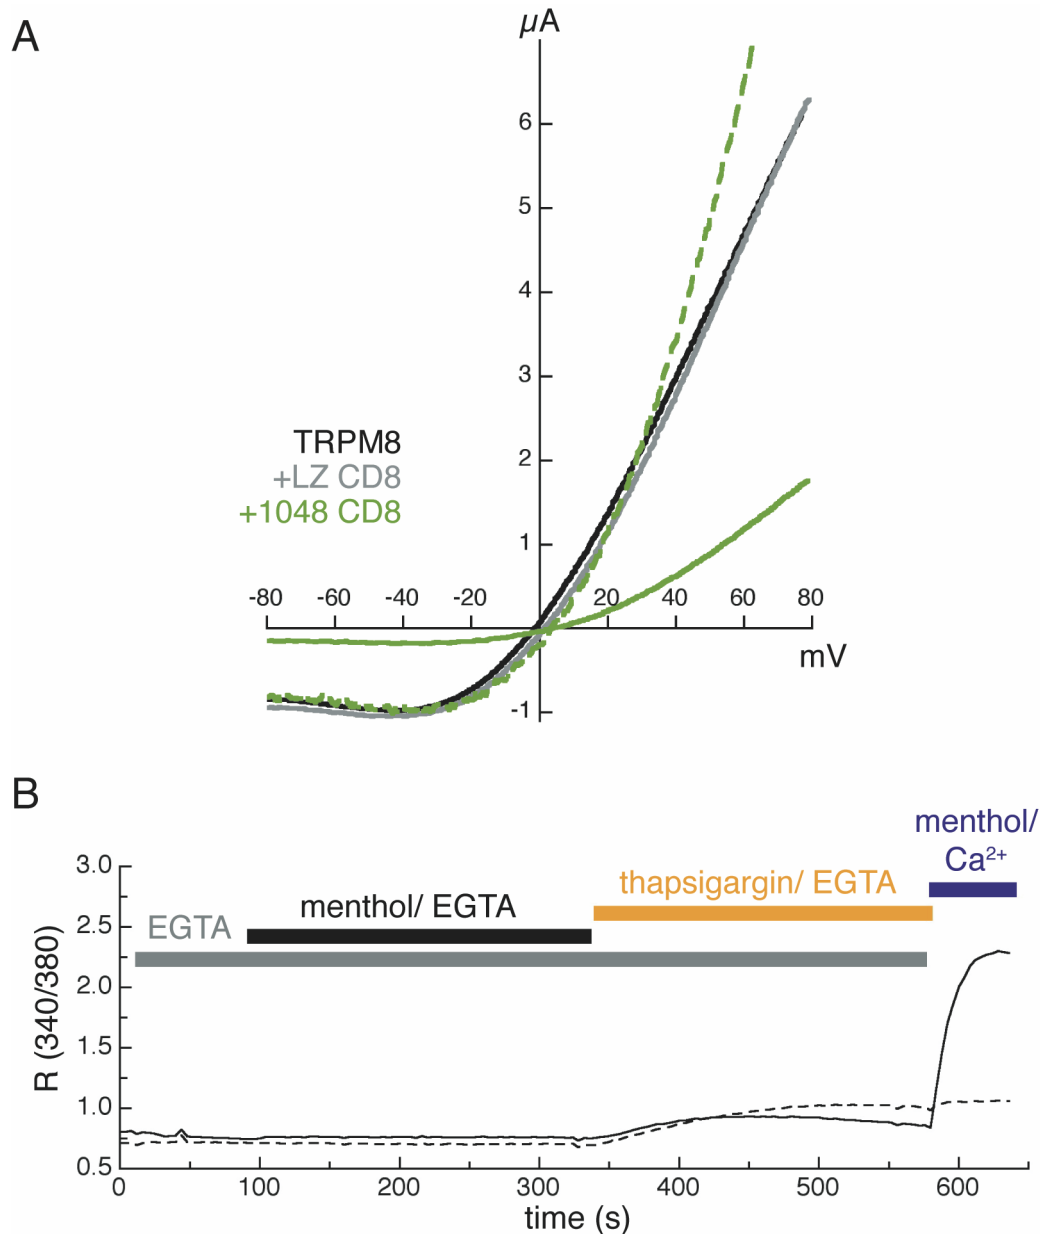 A
µA
6
5
4
3
2
1
-1
TRPM8
+LZ CD8
+1048 CD8
-80 -60 -40 -20 20 40 60 80
mV
B
menthol/
Ca²⁺
thapsigargin/ EGTA
menthol/ EGTA
EGTA
R (340/380)
3.0
2.5
2.0
1.5
1.0
0.5
0 100 200 300 400 500 600
time (s)